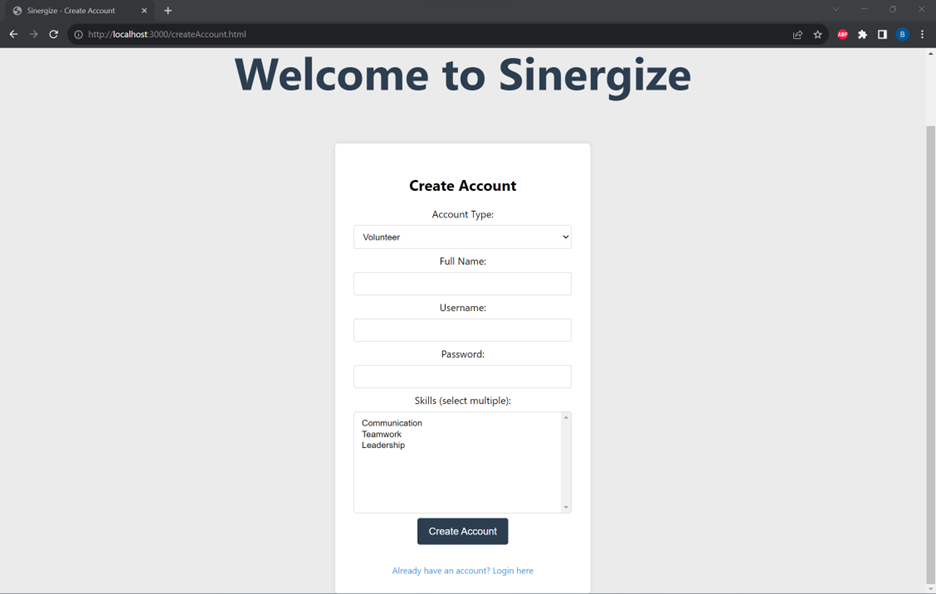 Sinergize - Create Account
http://localhost:3000/createAccount.html
ABP
B
Welcome to Sinergize
Create Account
Account Type:
Volunteer
Full Name:
Username:
Password:
Skills (select multiple):
Communication
Teamwork
Leadership
Create Account
Already have an account? Login here